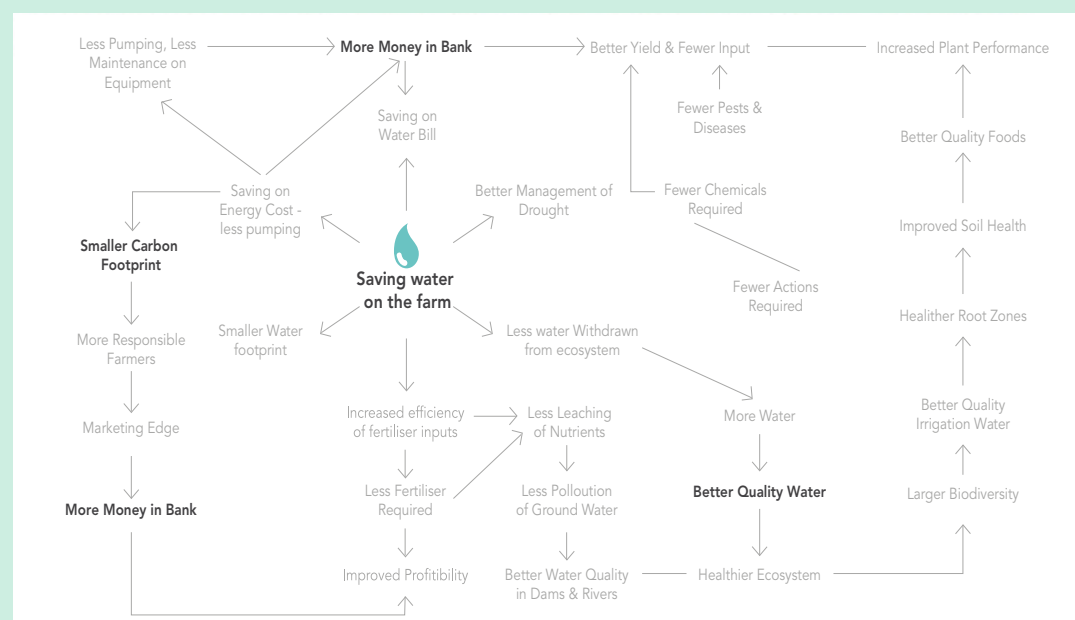 Less Pumping, Less
Maintenance on
Equipment
More Money in Bank
Better Yield & Fewer Input
Increased Plant Performance
Saving on
Water Bill
Fewer Pests &
Diseases
Better Quality Foods
Saving on
Energy Cost -
less pumping
Better Management of
Drought
Fewer Chemicals
Required
Improved Soil Health
Smaller Carbon
Footprint
Saving water
on the farm
Fewer Actions
Required
Healither Root Zones
More Responsible
Farmers
Smaller Water
footprint
Less water Withdrawn
from ecosystem
Marketing Edge
Increased efficiency
of fertiliser inputs
Less Leaching
of Nutrients
More Water
Better Quality
Irrigation Water
More Money in Bank
Less Fertiliser
Required
Less Polloution
of Ground Water
Better Quality Water
Larger Biodiversity
Improved Profitibility
Better Water Quality
in Dams & Rivers
Healthier Ecosystem